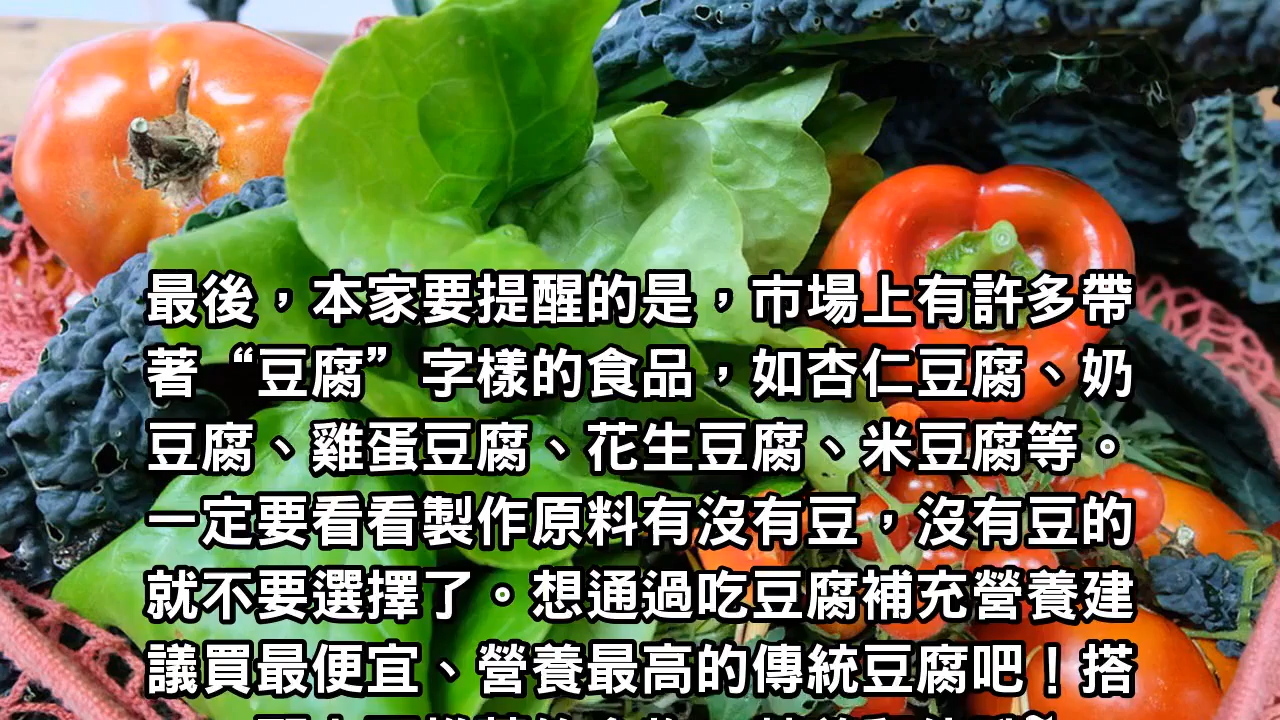 最後，本家要提醒的是，市場上有許多帶
著“豆腐”字樣的食品，如杏仁豆腐、奶
豆腐、雞蛋豆腐、花生豆腐、米豆腐等。
一定要看看製作原料有沒有豆，沒有豆的
就不要選擇了。想通過吃豆腐補充營養建
議買最便宜、營養最高的傳統豆腐吧！搭